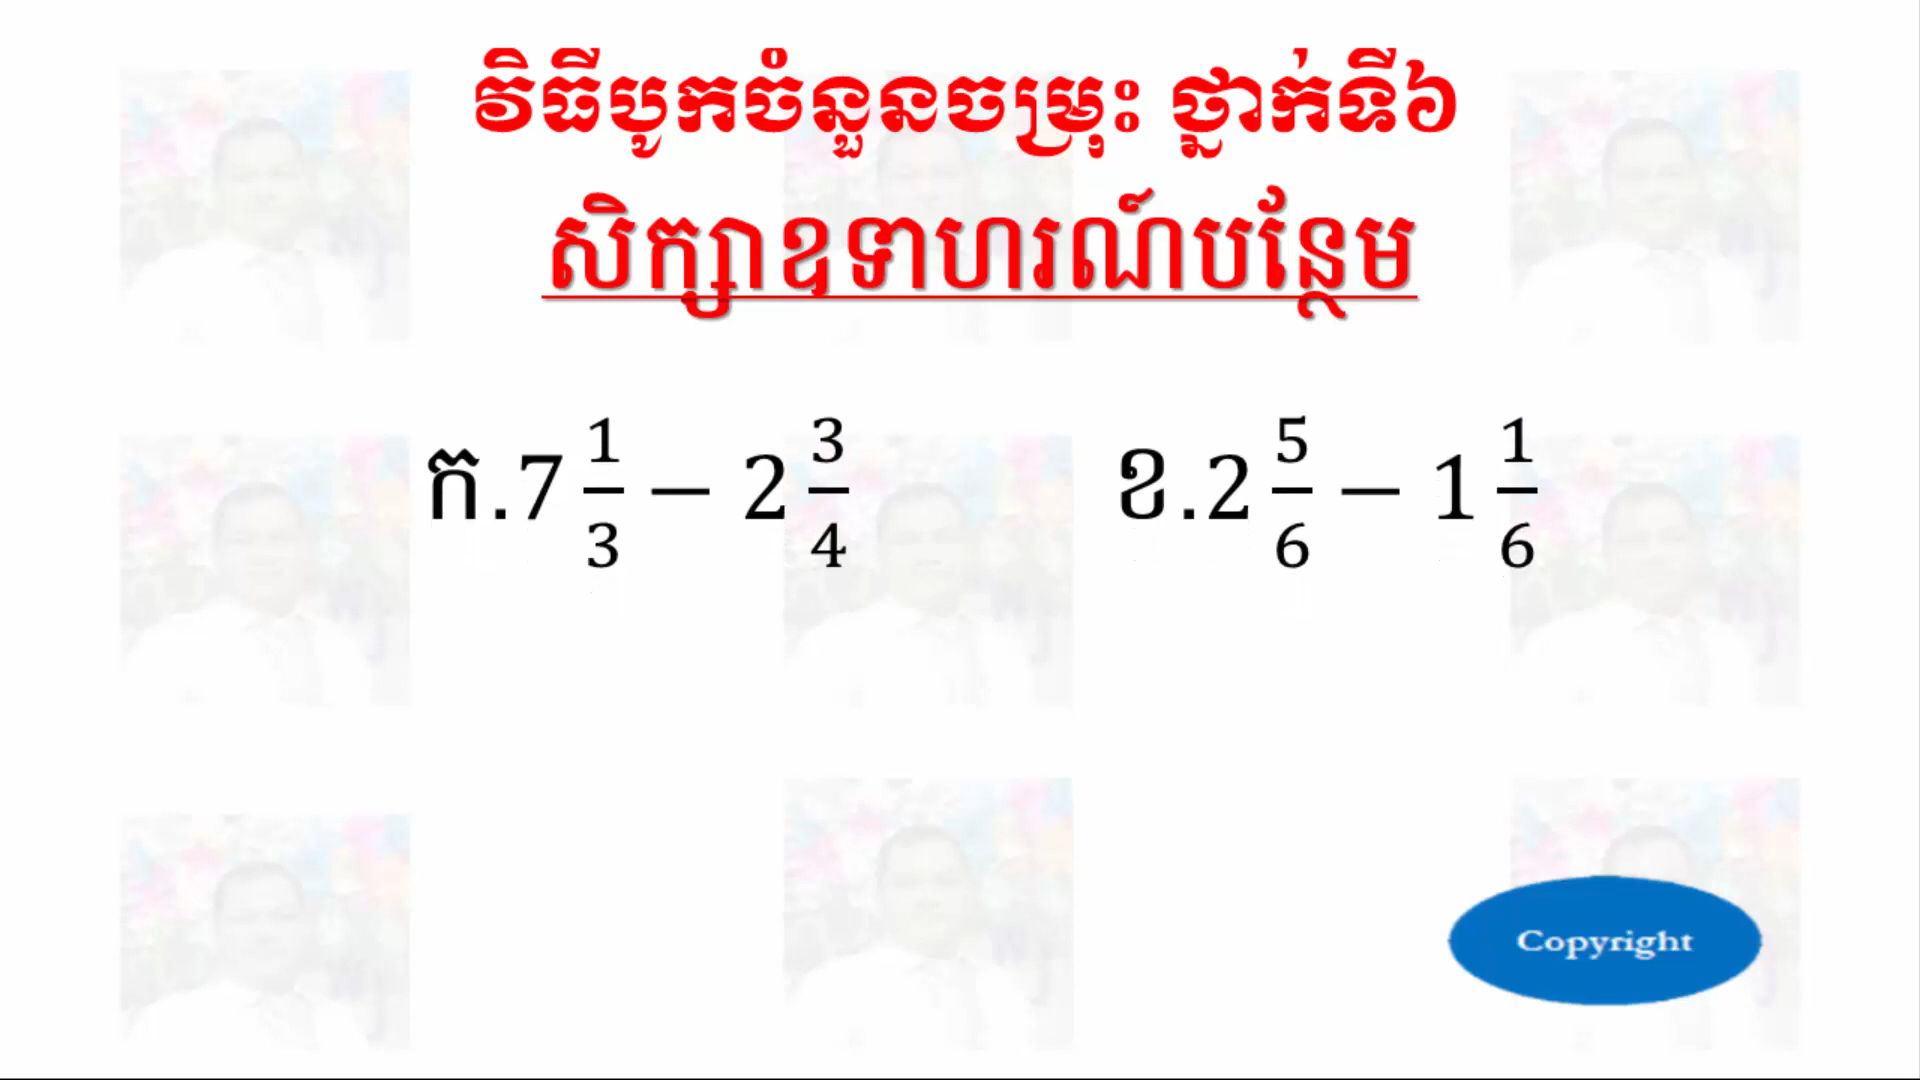 វិធីបូកចំនួនចម្រុះ ថ្នាក់ទី៦
សិក្សាឧទាហរណ៍បន្ថែម
ក.7 1/3 − 2 3/4 ខ.2 5/6 − 1 1/6
Copyright